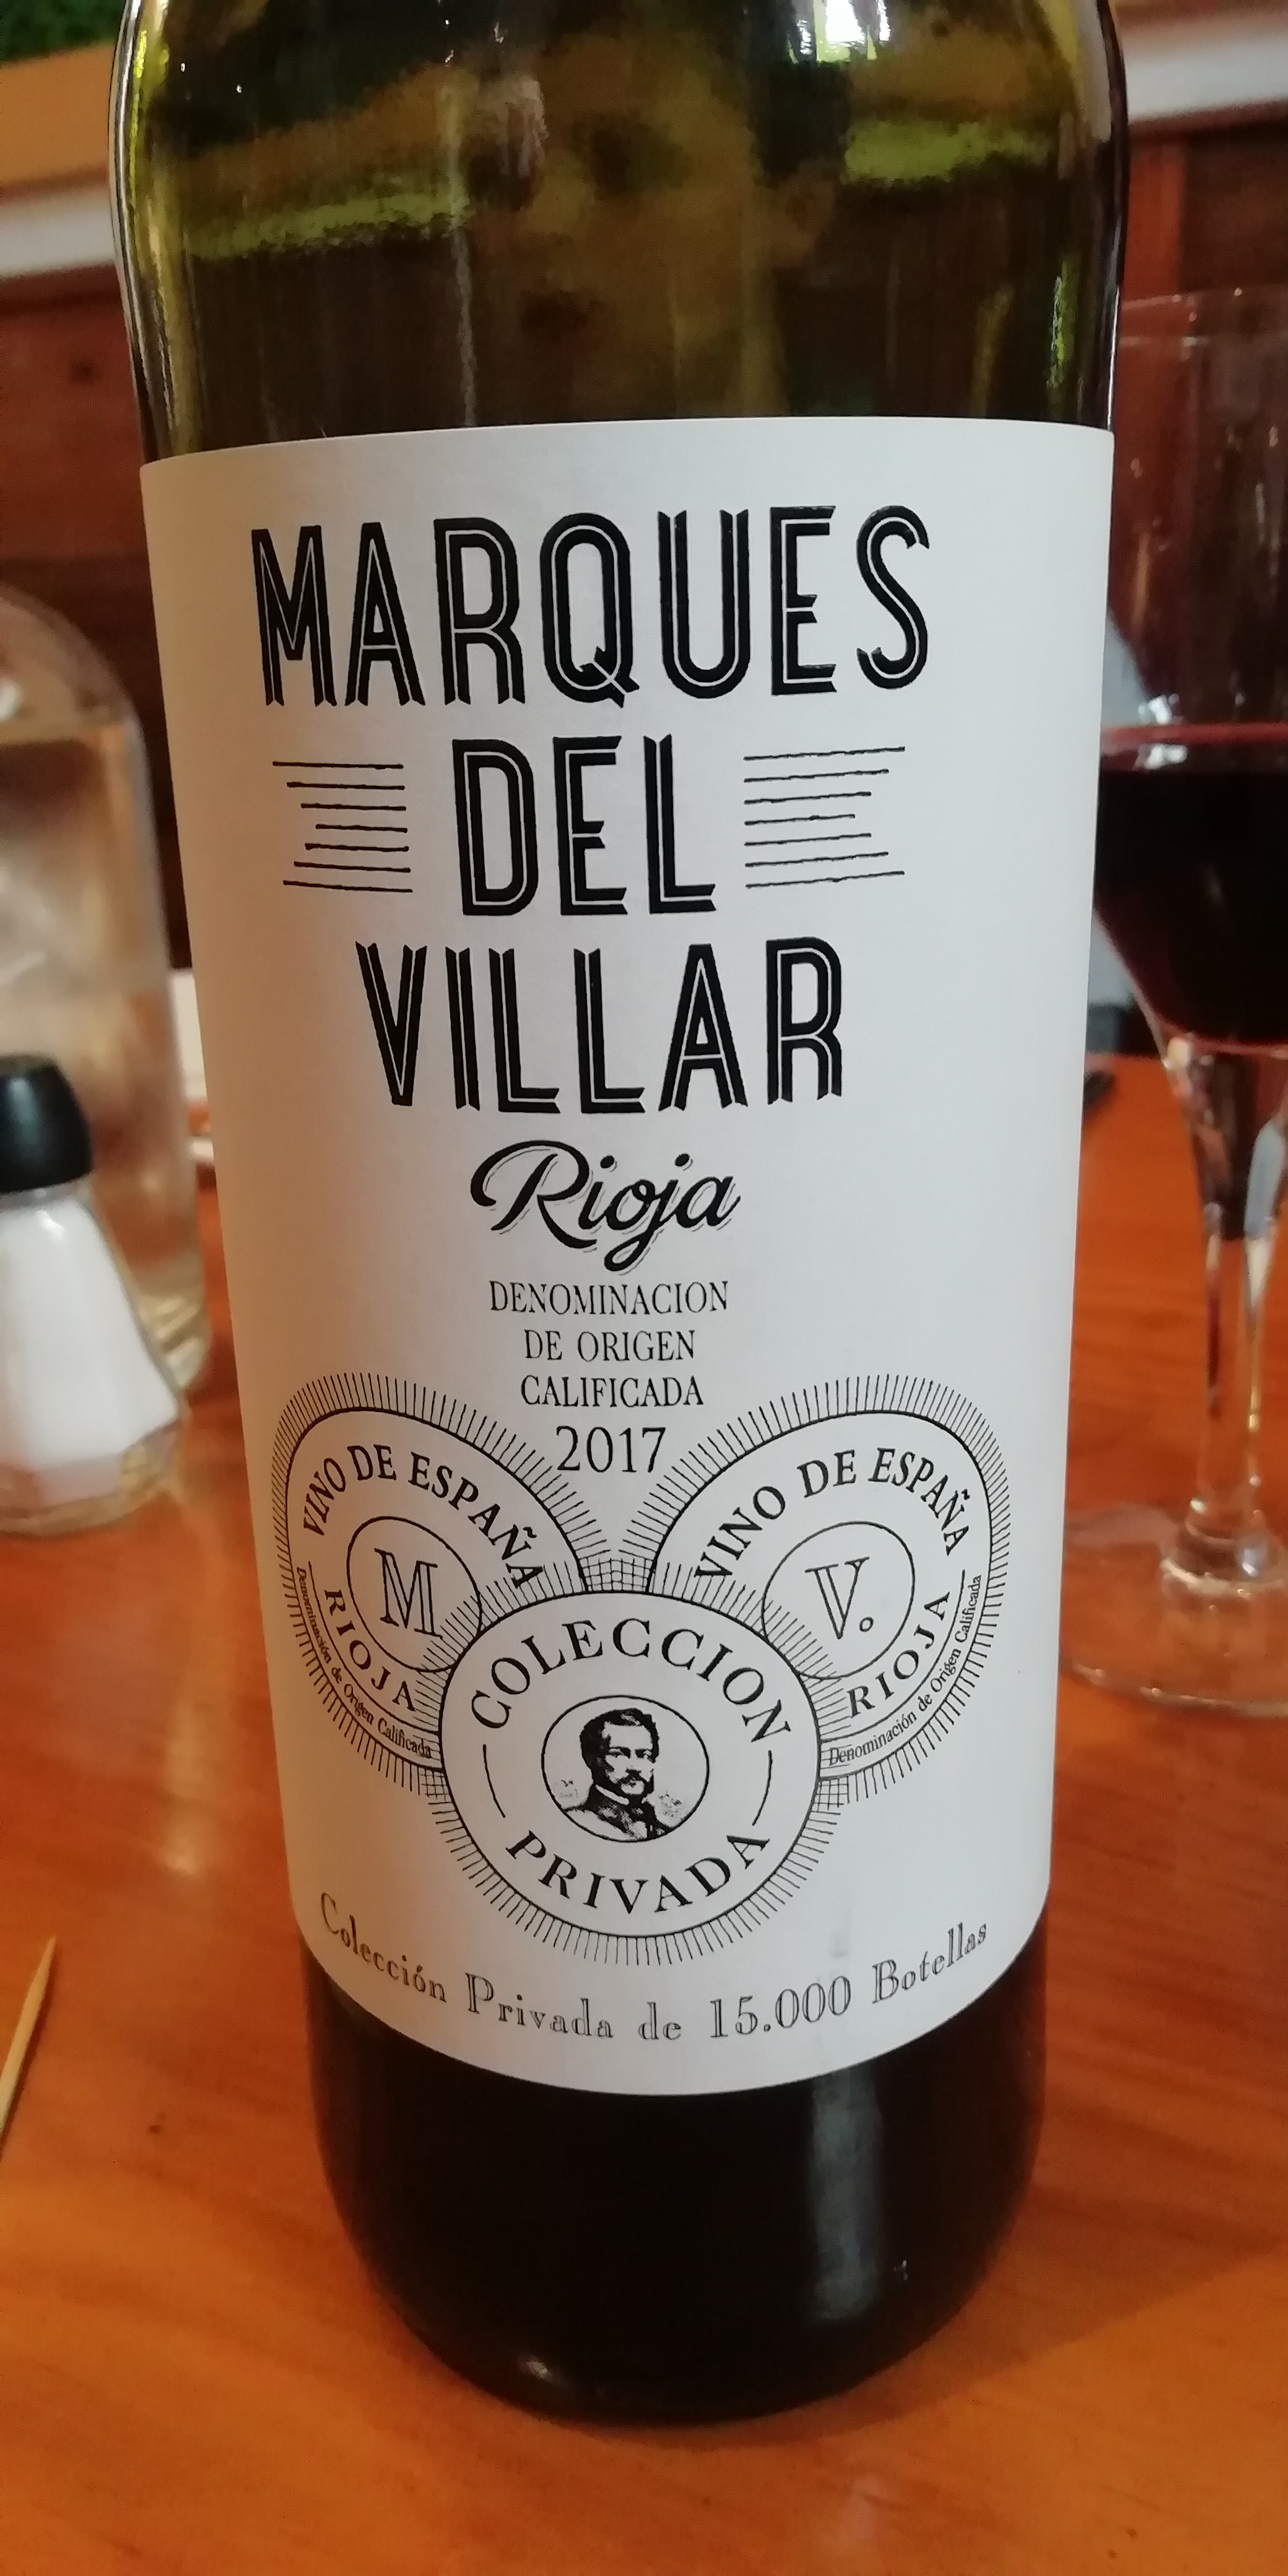 MARQUES
DEL
VILLAR
Rioja
DENOMINACION
DE ORIGEN
CALIFICADA
2017
VINO DE ESPAÑA
M
RIOJA
Denominación de Origen Calificada
VINO DE ESPAÑA
V.
RIOJA
Denominación de Origen Calificada
COLECCION
PRIVADA
Colección Privada de 15.000 Botellas